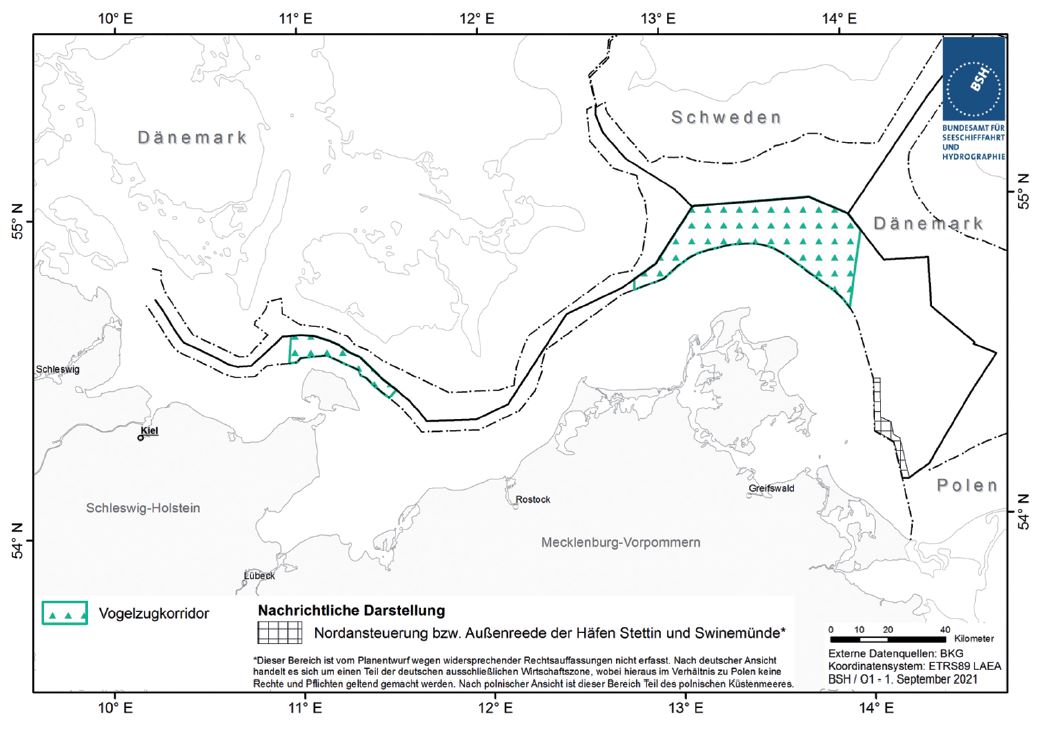 10° E 11° E 12° E 13° E 14° E
Dänemark
Schweden
BSH
BUNDESAMT FÜR
SEESCHIFFFAHRT
UND
HYDROGRAPHIE
55° N
55° N
Dänemark
Schleswig
Kiel
Polen
Greifswald
Rostock
Schleswig-Holstein
54° N
54° N
Mecklenburg-Vorpommern
Lübeck
Vogelzugkorridor
Nachrichtliche Darstellung
Nordansteuerung bzw. Außenreede der Häfen Stettin und Swinemünde*
*Dieser Bereich ist vom Planentwurf wegen widersprechender Rechtsauffassungen nicht erfasst. Nach deutscher Ansicht
handelt es sich um einen Teil der deutschen ausschließlichen Wirtschaftszone, wobei hieraus im Verhältnis zu Polen keine
Rechte und Pflichten geltend gemacht werden. Nach polnischer Ansicht ist dieser Bereich Teil des polnischen Küstenmeeres.
0 10 20 40
Kilometer
Externe Datenquellen: BKG
Koordinatensystem: ETRS89 LAEA
BSH / O1 - 1. September 2021
10° E 11° E 12° E 13° E 14° E